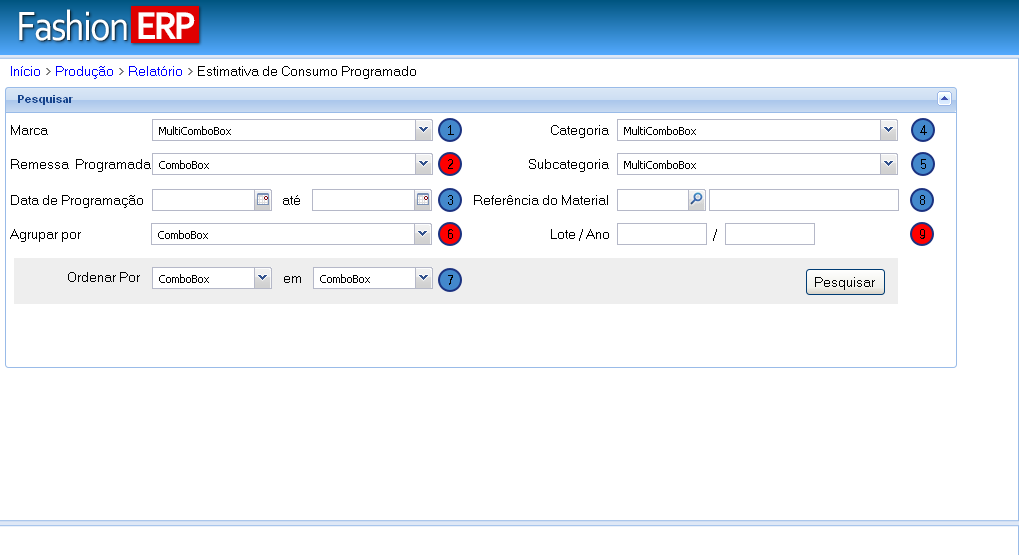 Fashion ERP
Início > Produção > Relatório > Estimativa de Consumo Programado
Pesquisar
Marca MultiComboBox 1 Categoria MultiComboBox 4
Remessa Programada ComboBox 2 Subcategoria MultiComboBox 5
Data de Programação até 3 Referência do Material 8
Agrupar por ComboBox 6 Lote / Ano / 9
Ordenar Por ComboBox em ComboBox 7 Pesquisar